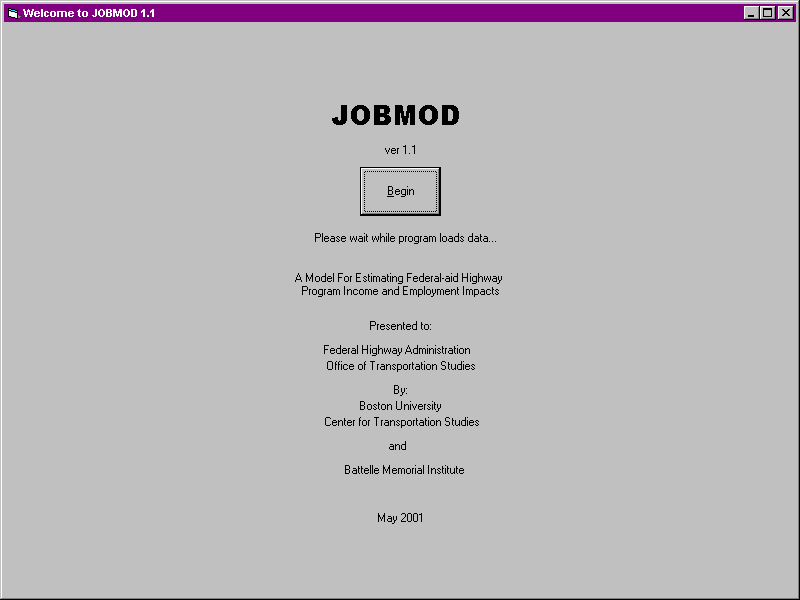 Welcome to JOBMOD 1.1
JOBMOD
ver 1.1
Begin
Please wait while program loads data...
A Model For Estimating Federal-aid Highway
Program Income and Employment Impacts
Presented to:
Federal Highway Administration
Office of Transportation Studies
By:
Boston University
Center for Transportation Studies
and
Battelle Memorial Institute
May 2001